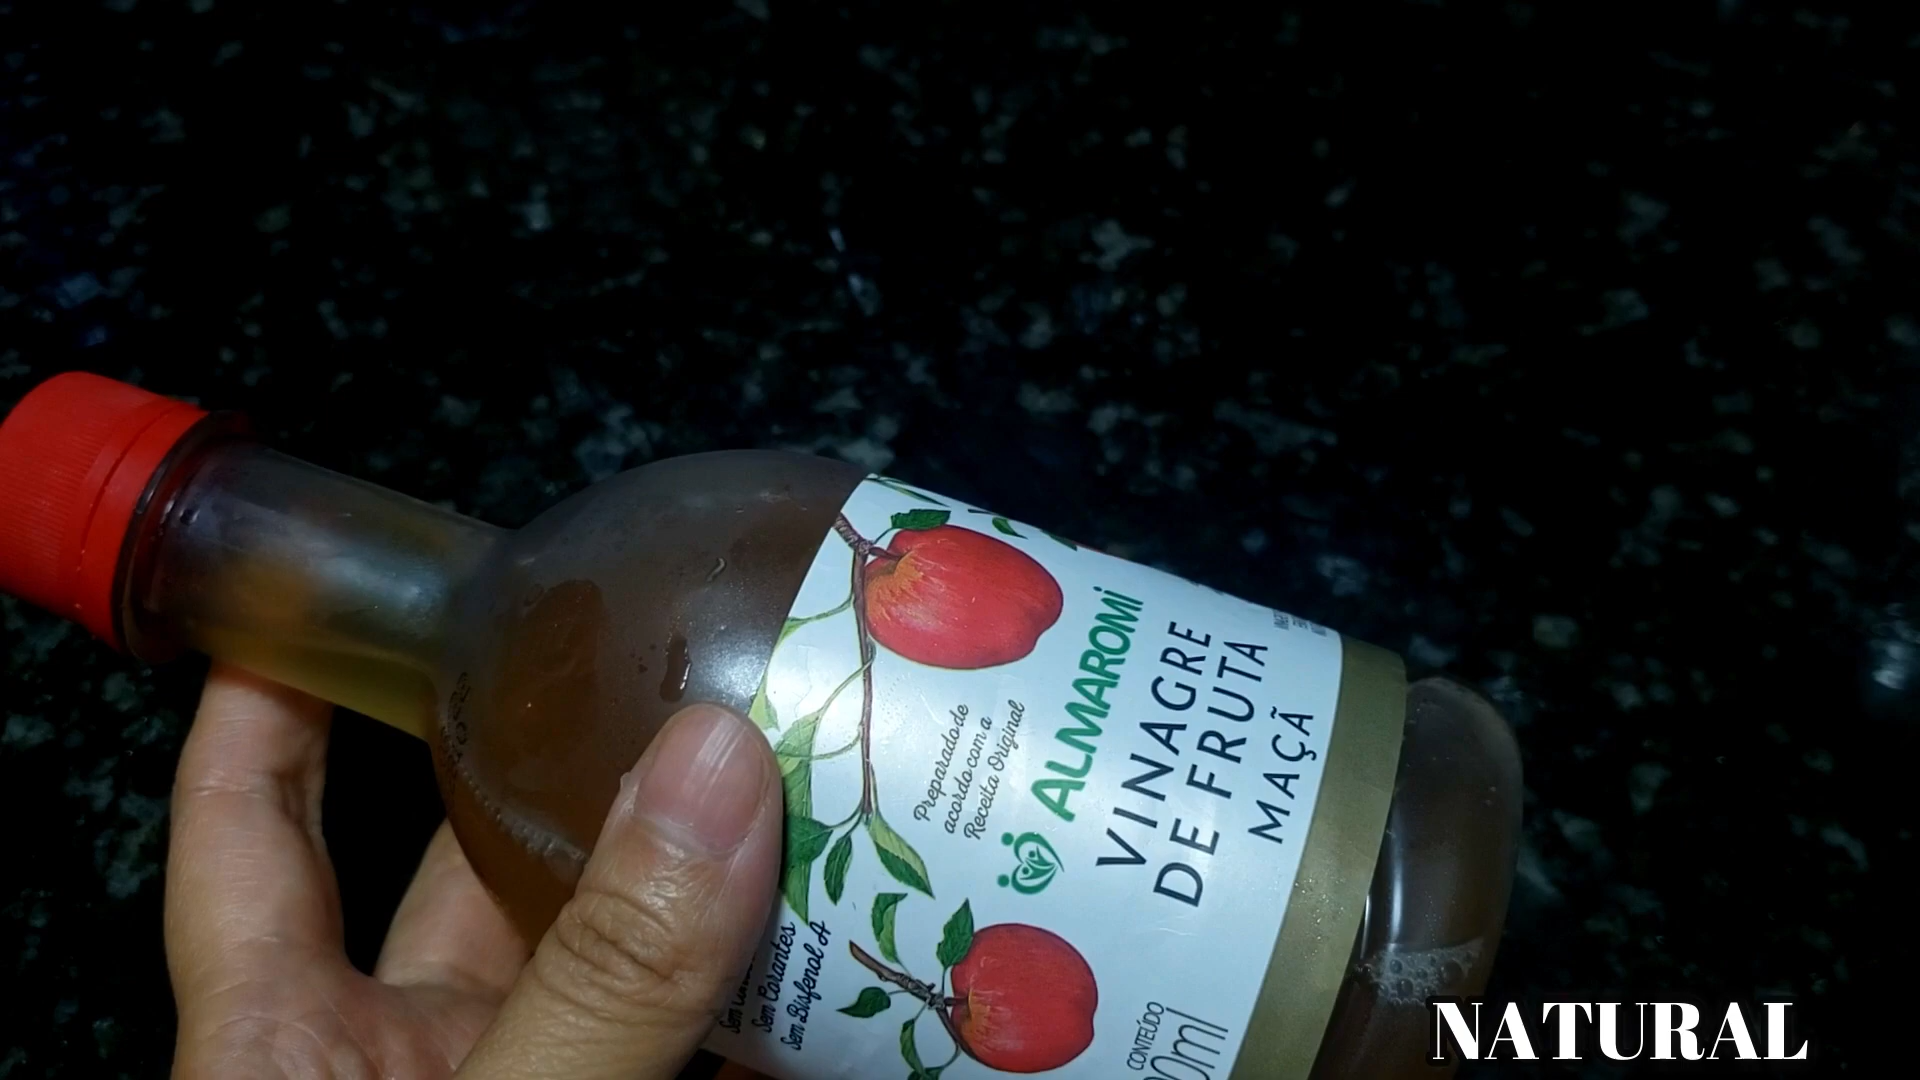 Preparado de
acordo com a
Receita Original
ALMAROMi
VINAGRE
DE FRUTA
MAÇÃ
Sem Corantes
Sem Bisfenol A
CONTEÚDO
NATURAL